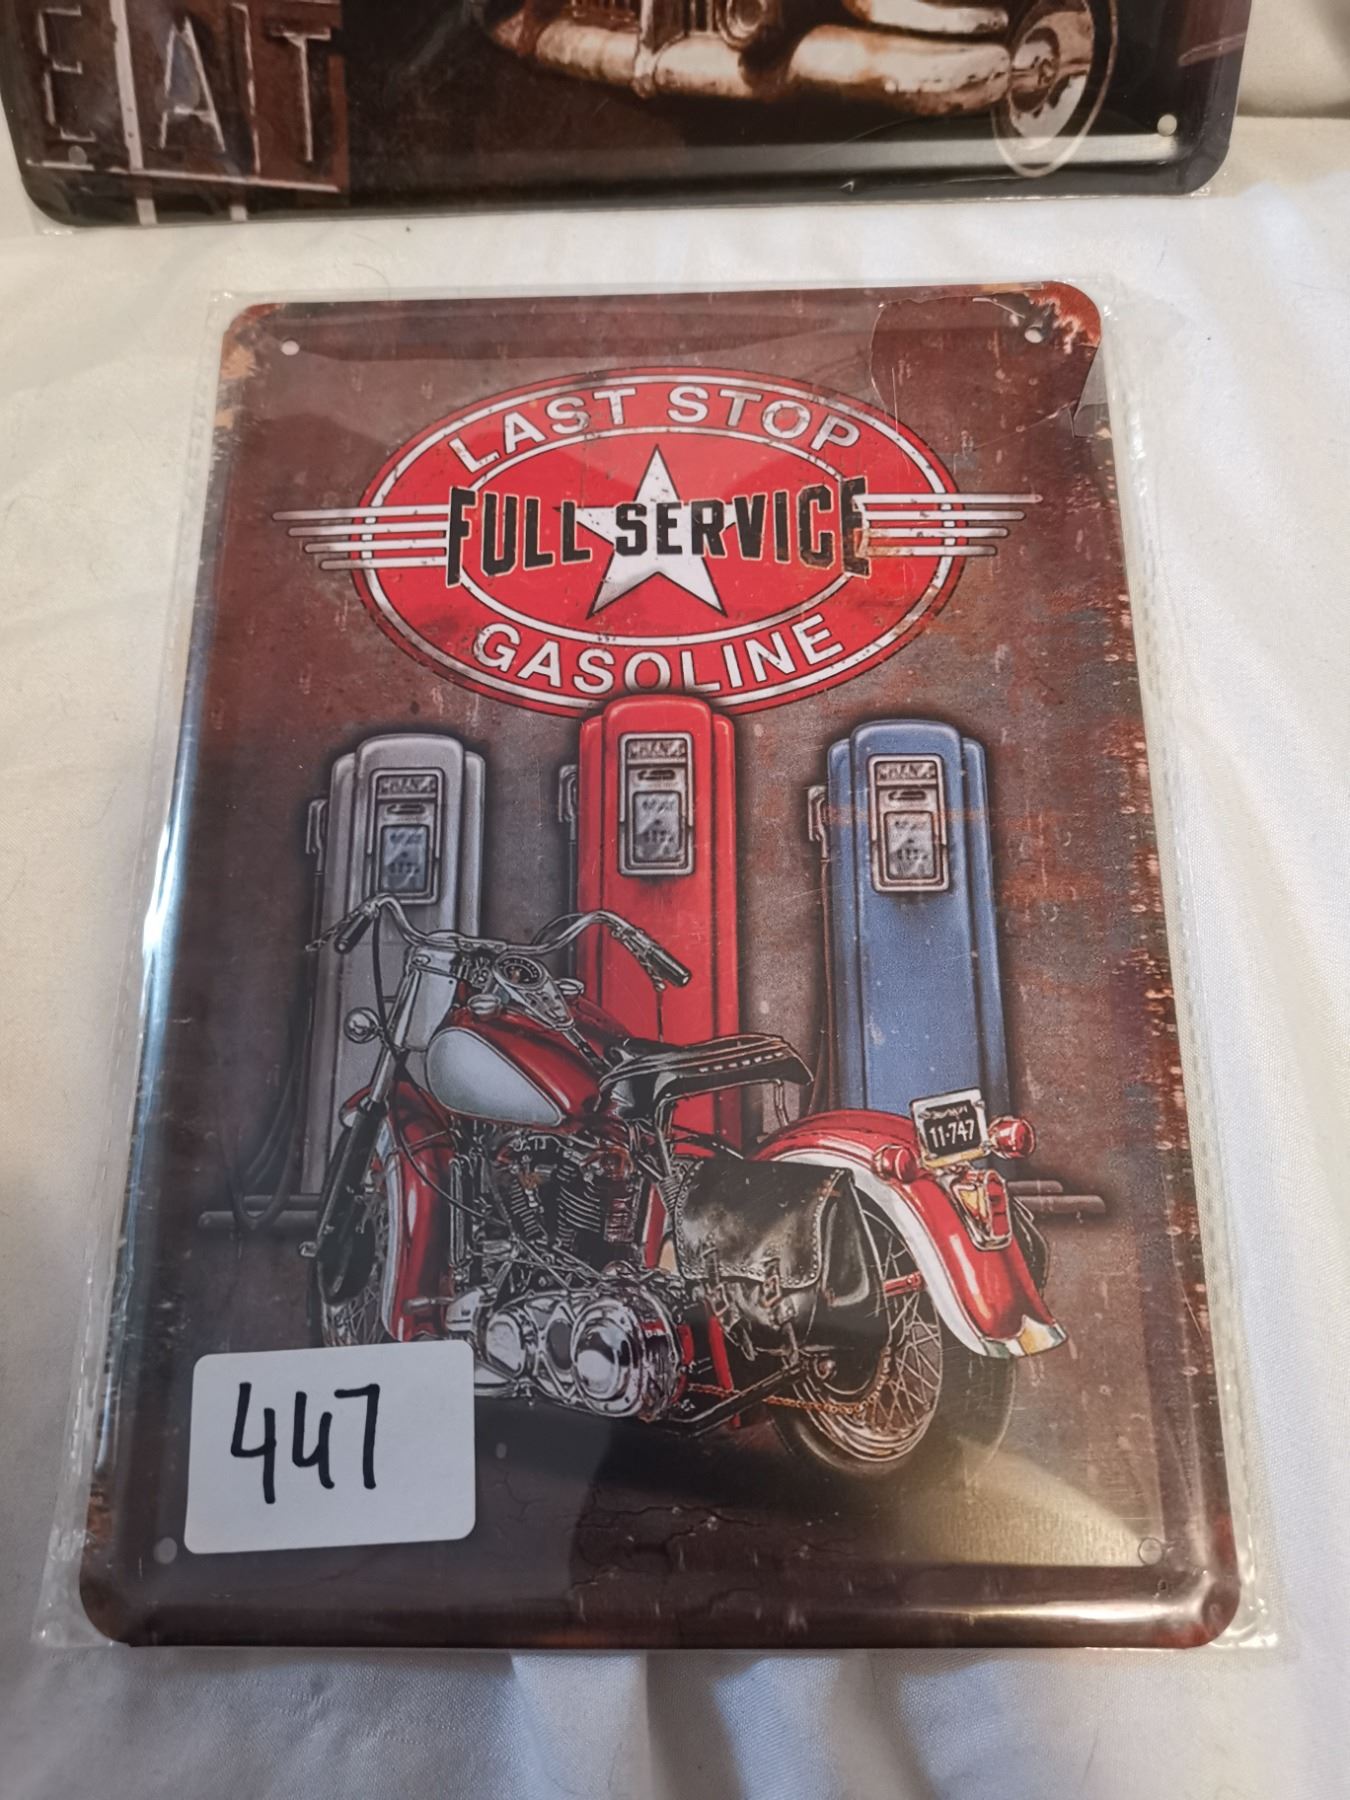 EAT
LAST STOP
FULL SERVICE
GASOLINE
11-747
447